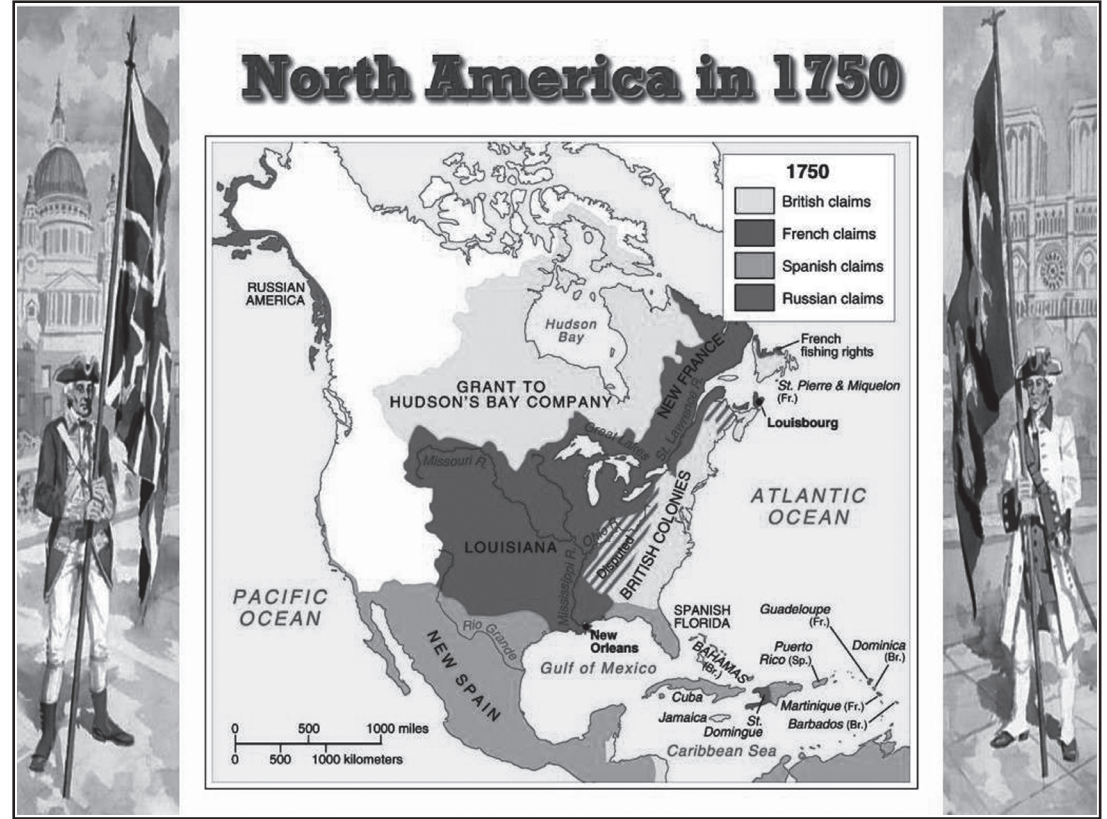 North America in 1750
1750
British claims
French claims
Spanish claims
Russian claims
RUSSIAN
AMERICA
Hudson
Bay
French
fishing rights
NEW FRANCE
GRANT TO
HUDSON'S BAY COMPANY
St. Pierre & Miquelon
(Fr.)
Louisbourg
Great Lakes
St. Lawrence R.
Missouri R.
ATLANTIC
OCEAN
LOUISIANA
Ohio R.
Disputed
BRITISH COLONIES
Mississippi R.
PACIFIC
OCEAN
SPANISH
FLORIDA
Guadeloupe
(Fr.)
Rio Grande
New
Orleans
NEW SPAIN
Gulf of Mexico
BAHAMAS
(Br.)
Puerto
Rico (Sp.)
Dominica
(Br.)
Cuba
Jamaica
St.
Domingue
Martinique (Fr.)
Barbados (Br.)
Caribbean Sea
0 500 1000 miles
0 500 1000 kilometers